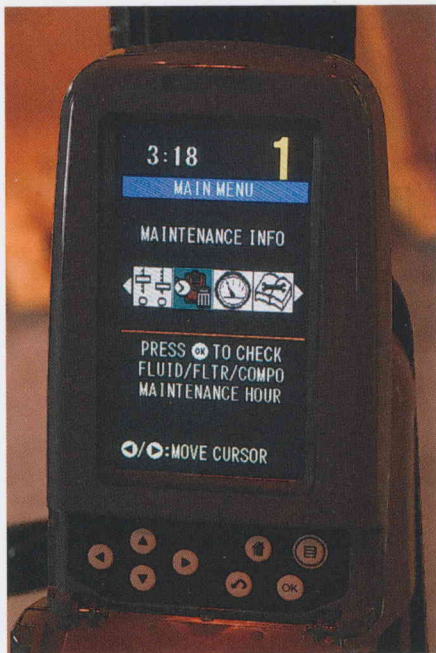 3:18 1
MAIN MENU
MAINTENANCE INFO
PRESS OK TO CHECK
FLUID/FLTR/COMPO
MAINTENANCE HOUR
◀/▶:MOVE CURSOR
OK